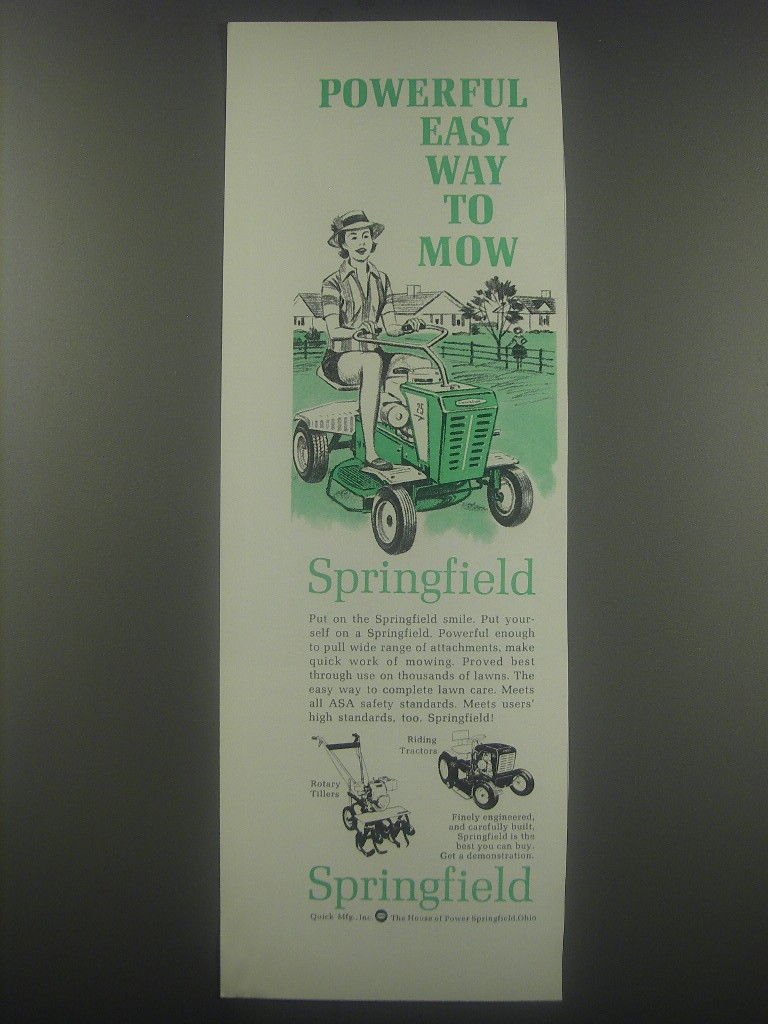 POWERFUL
EASY
WAY
TO
MOW
Springfield
Put on the Springfield smile. Put your-
self on a Springfield. Powerful enough
to pull wide range of attachments, make
quick work of mowing. Proved best
through use on thousands of lawns. The
easy way to complete lawn care. Meets
all ASA safety standards. Meets users'
high standards, too. Springfield!
Riding
Tractors
Rotary
Tillers
Finely engineered,
and carefully built,
Springfield is the
best you can buy.
Get a demonstration.
Springfield
Quick Mfg., Inc. The House of Power Springfield, Ohio